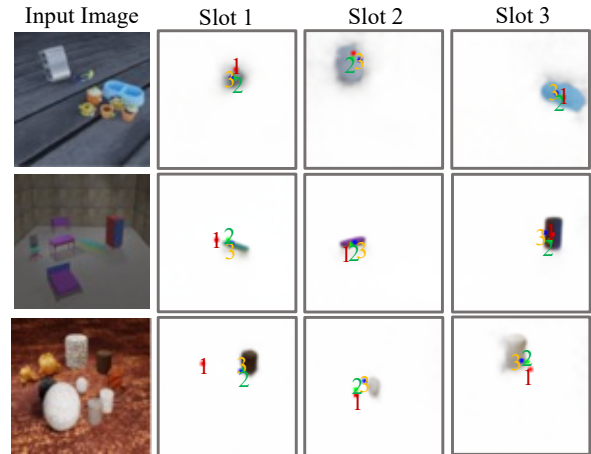 Input Image Slot 1 Slot 2 Slot 3
1 3 2 3 2 3 1 2
1 2 3 1 2 3 3 1 2
1 3 2 2 3 1 3 2 1